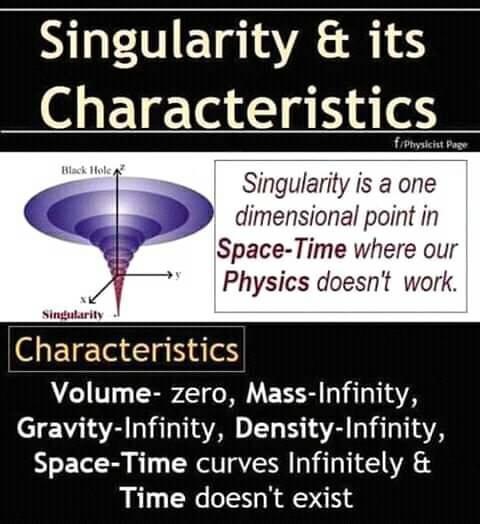 Singularity & its
Characteristics
f/Physicist Page
Black Hole
z
y
x
Singularity
Singularity is a one
dimensional point in
Space-Time where our
Physics doesn't work.
Characteristics
Volume- zero, Mass-Infinity,
Gravity-Infinity, Density-Infinity,
Space-Time curves Infinitely &
Time doesn't exist